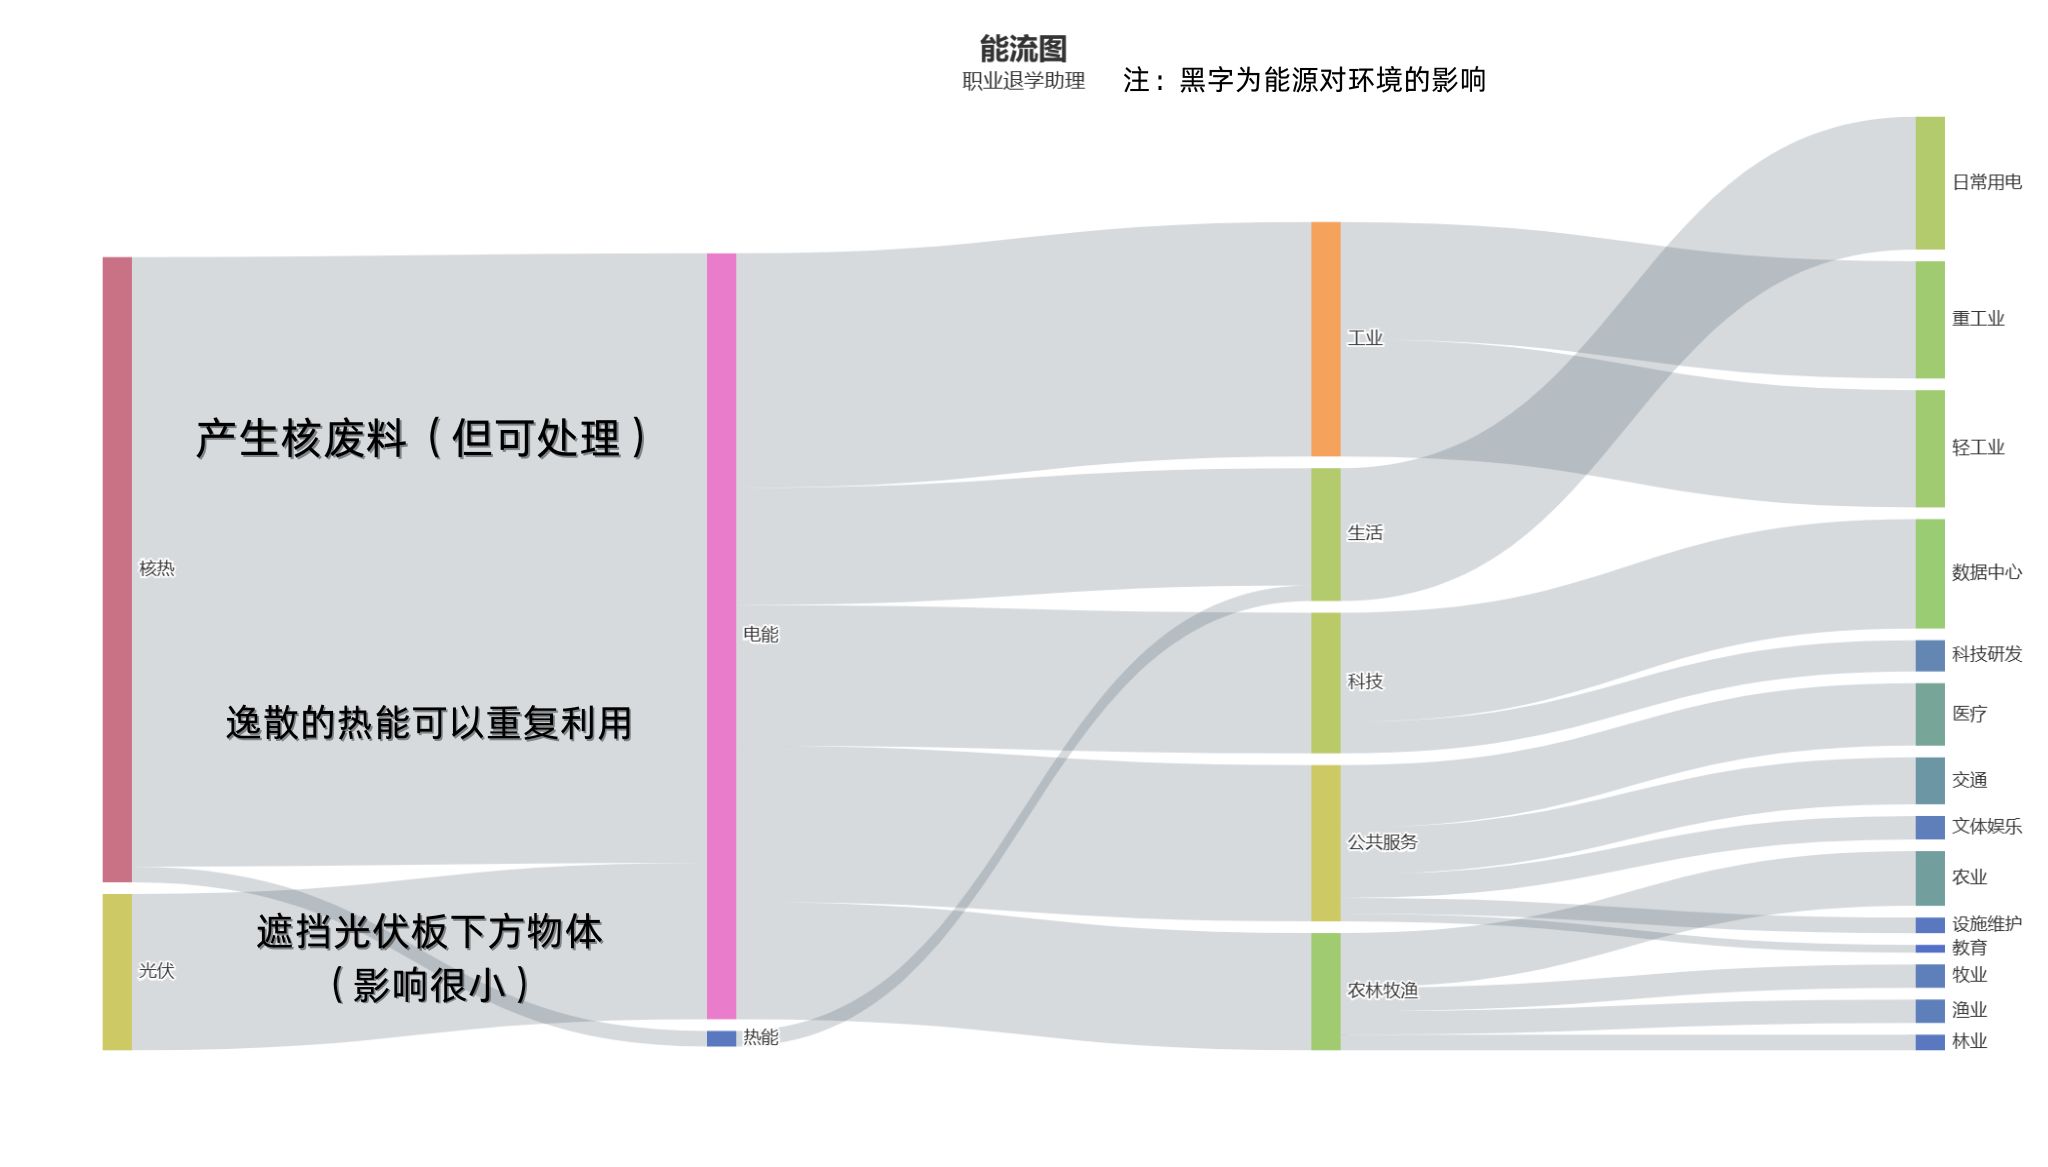 能流图
职业退学助理
注：黑字为能源对环境的影响
核热
光伏
产生核废料（但可处理）
逸散的热能可以重复利用
遮挡光伏板下方物体
（影响很小）
电能
热能
工业
生活
科技
公共服务
农林牧渔
日常用电
重工业
轻工业
数据中心
科技研发
医疗
交通
文体娱乐
农业
设施维护
教育
牧业
渔业
林业